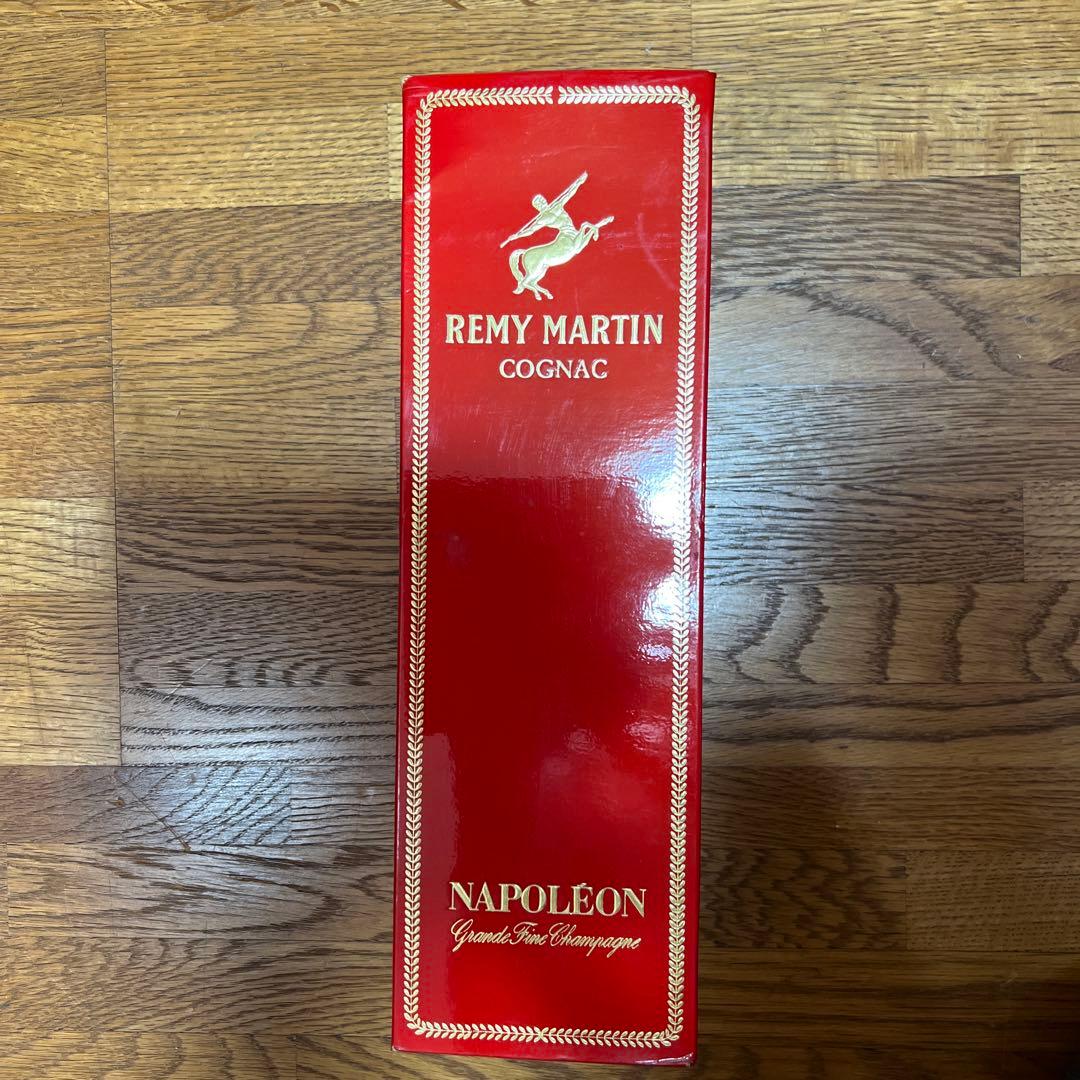 REMY MARTIN
COGNAC
NAPOLÉON
Grande Fine Champagne